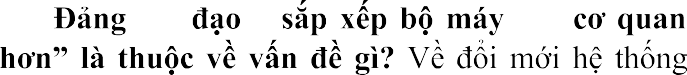 Đảng đạo sắp xếp bộ máy cơ quan
hơn” là thuộc về vấn đề gì? Về đổi mới hệ thống